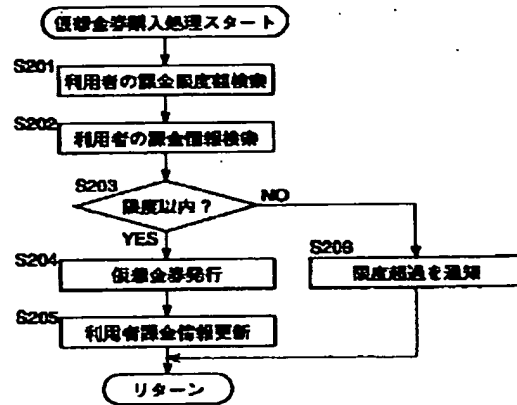 仮想金券購入処理スタート
S201
利用者の課金限度額検索
S202
利用者の課金情報検索
S203
限度以内？
NO
YES
S204
仮想金券発行
S206
限度超過を通知
S205
利用者課金情報更新
リターン